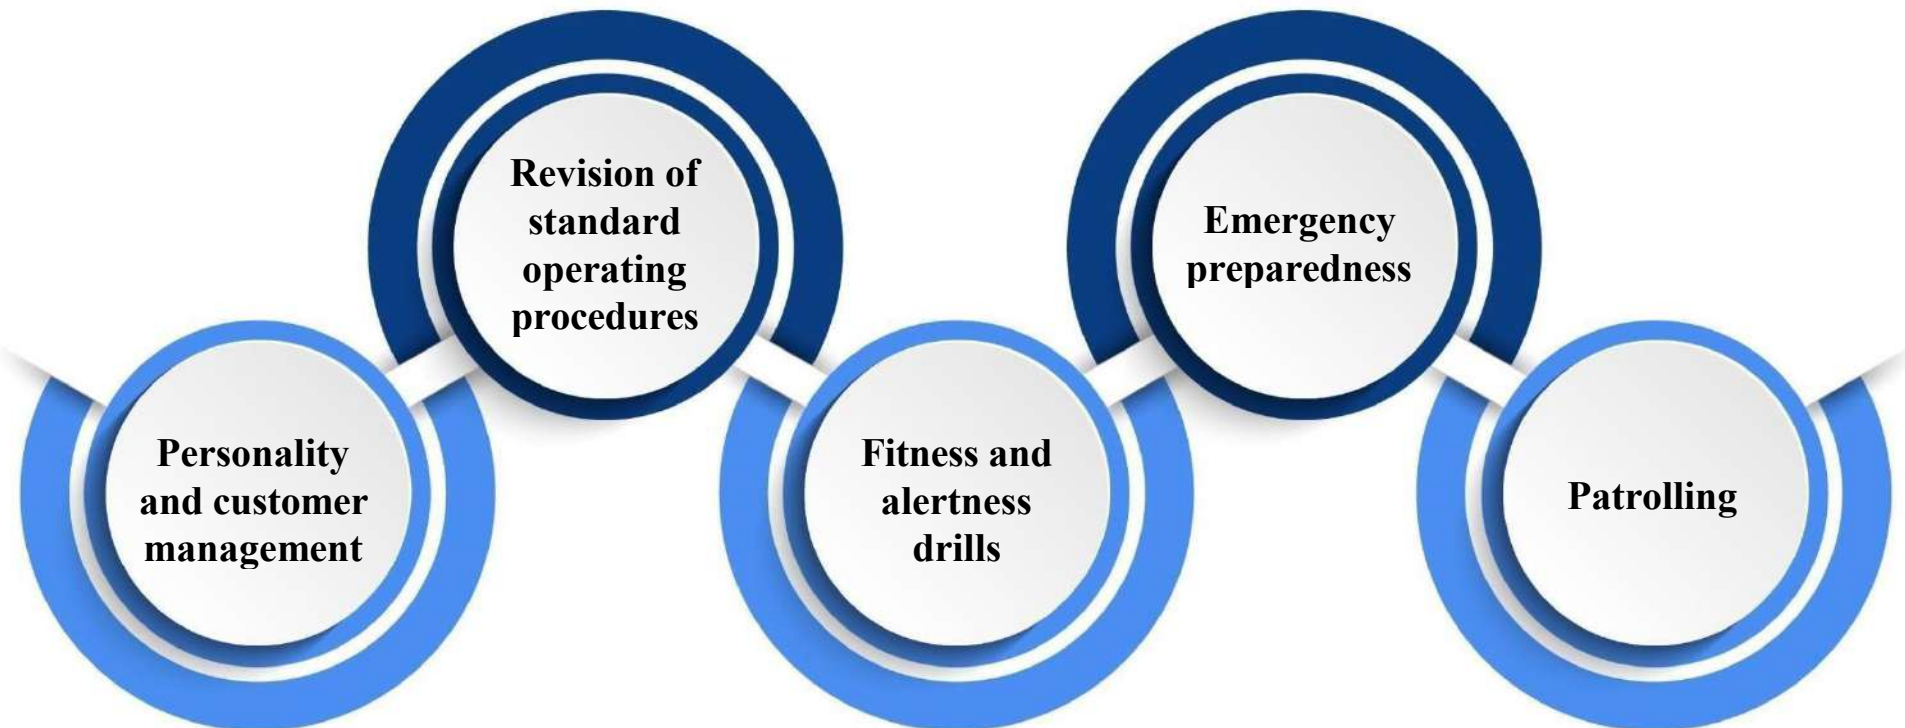 Personality
and customer
management
Revision of
standard
operating
procedures
Fitness and
alertness
drills
Emergency
preparedness
Patrolling